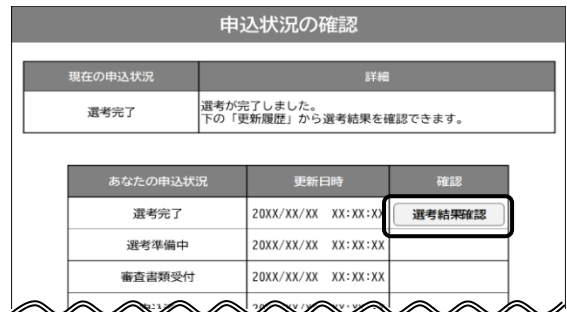 申込状況の確認
現在の申込状況 詳細
選考完了 選考が完了しました。
下の「更新履歴」から選考結果を確認できます。
あなたの申込状況 更新日時 確認
選考完了 20XX/XX/XX XX:XX:XX 選考結果確認
選考準備中 20XX/XX/XX XX:XX:XX
審査書類受付 20XX/XX/XX XX:XX:XX